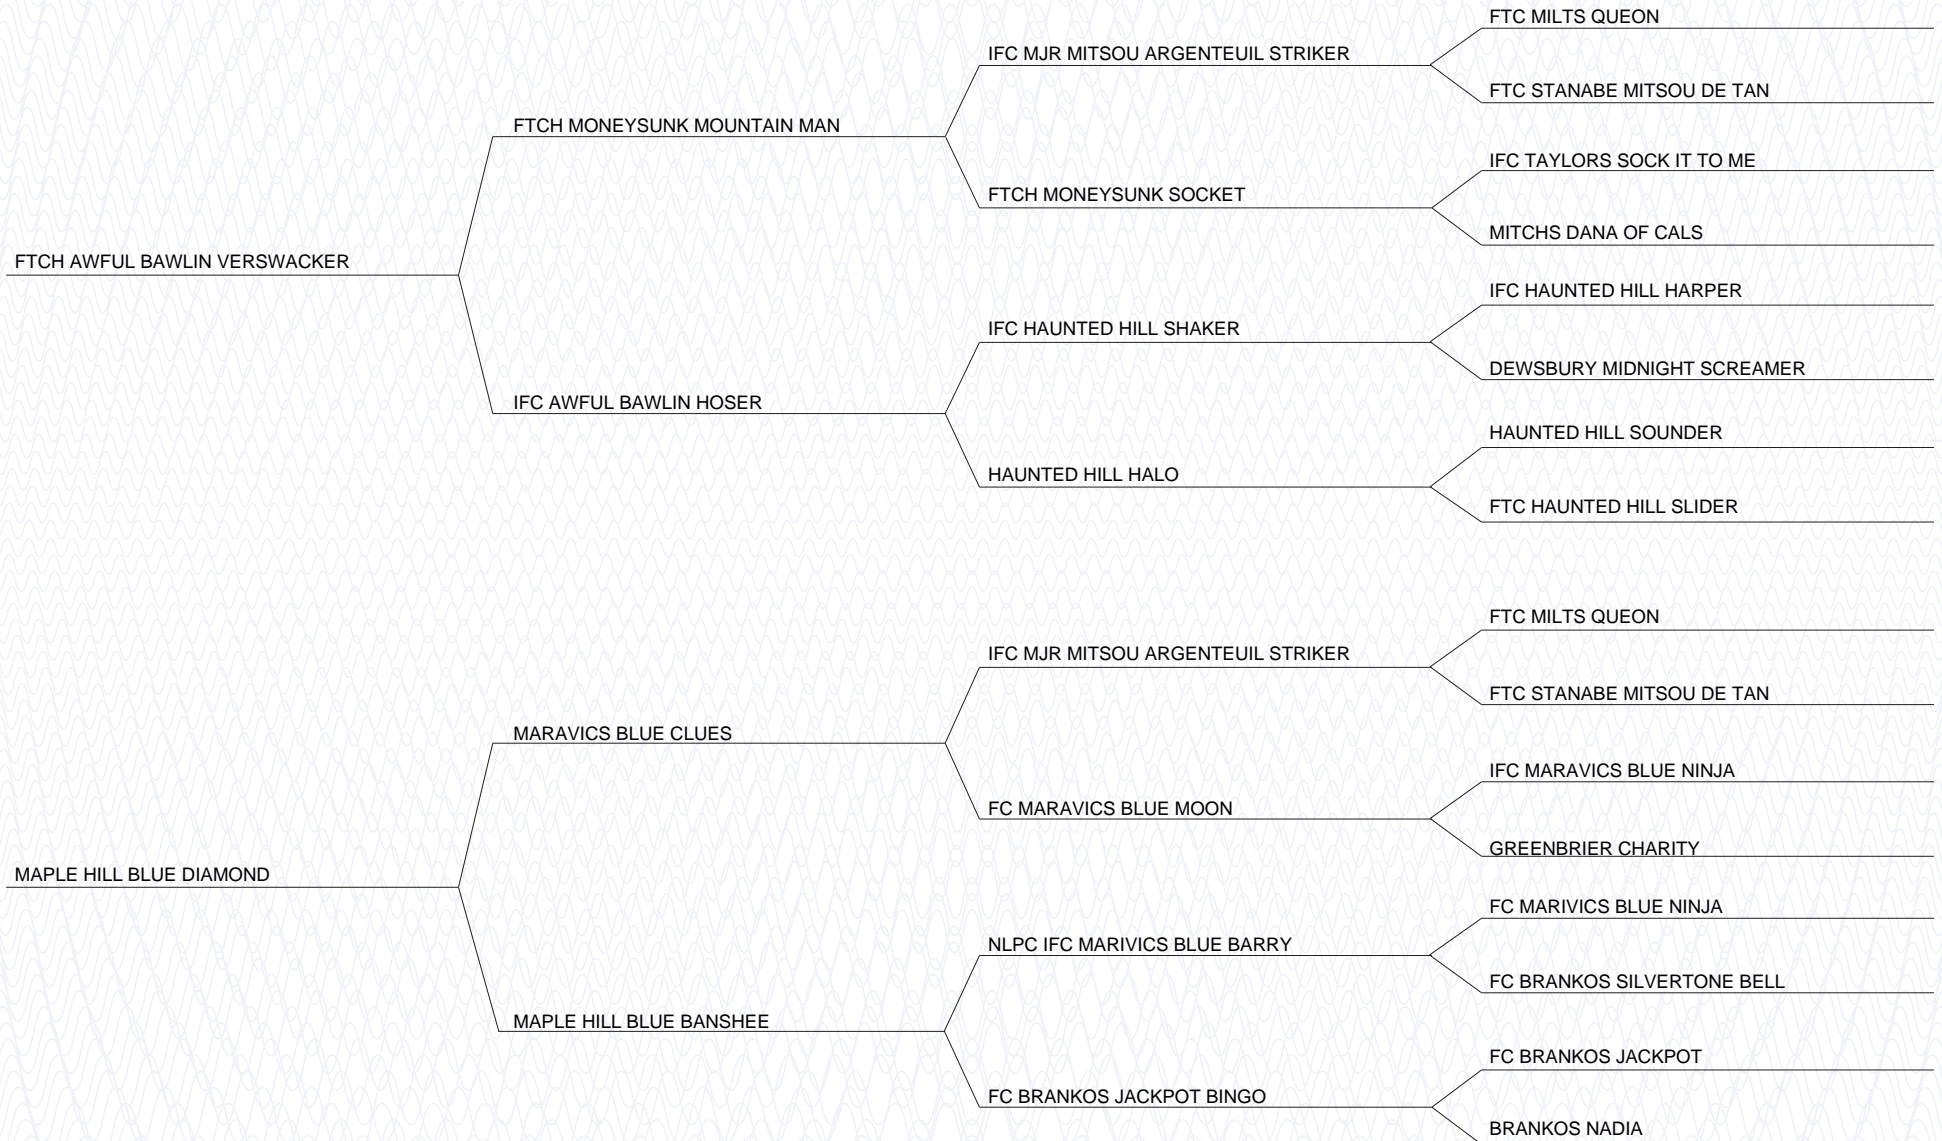 FTC MILTS QUEON
IFC MJR MITSOU ARGENTEUIL STRIKER
FTC STANABE MITSOU DE TAN
FTCH MONEYSUNK MOUNTAIN MAN
IFC TAYLORS SOCK IT TO ME
FTCH MONEYSUNK SOCKET
MITCHS DANA OF CALS
FTCH AWFUL BAWLIN VERSWACKER
IFC HAUNTED HILL HARPER
IFC HAUNTED HILL SHAKER
DEWSBURY MIDNIGHT SCREAMER
IFC AWFUL BAWLIN HOSER
HAUNTED HILL SOUNDER
HAUNTED HILL HALO
FTC HAUNTED HILL SLIDER
FTC MILTS QUEON
IFC MJR MITSOU ARGENTEUIL STRIKER
FTC STANABE MITSOU DE TAN
MARAVICS BLUE CLUES
IFC MARAVICS BLUE NINJA
FC MARAVICS BLUE MOON
GREENBRIER CHARITY
MAPLE HILL BLUE DIAMOND
FC MARIVICS BLUE NINJA
NLPC IFC MARIVICS BLUE BARRY
FC BRANKOS SILVERTONE BELL
MAPLE HILL BLUE BANSHEE
FC BRANKOS JACKPOT
FC BRANKOS JACKPOT BINGO
BRANKOS NADIA